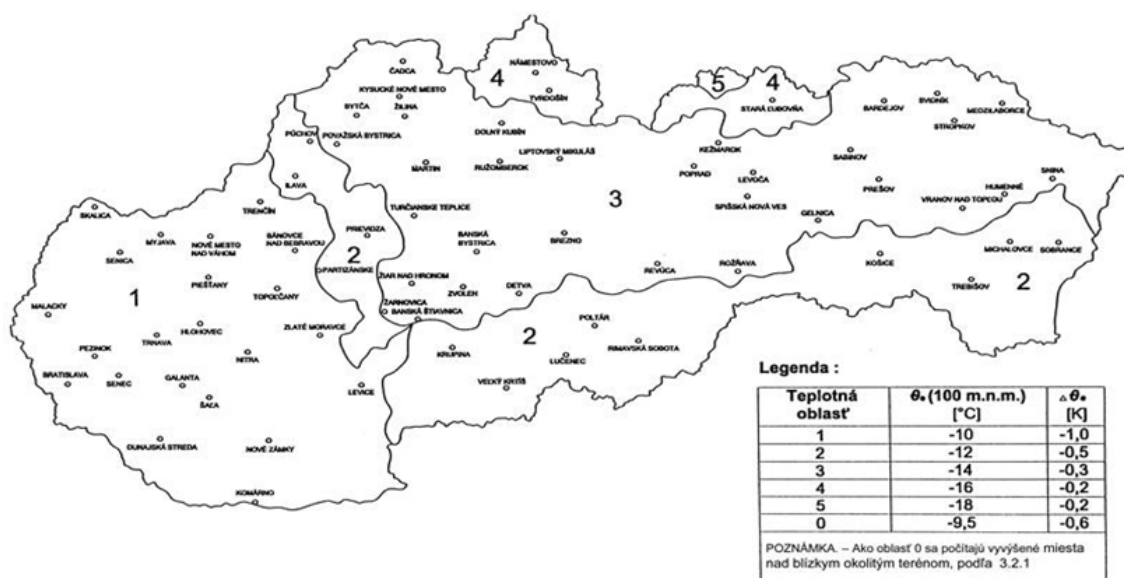 4
NÁMESTOVO
TVRDOŠÍN
5
4
STARÁ ĽUBOVŇA
ČADCA
KYSUCKÉ NOVÉ MESTO
BYTČA
ŽILINA
BARDEJOV
SVIDNÍK
MEDZILABORCE
STROPKOV
PÚCHOV
POVAŽSKÁ BYSTRICA
DOLNÝ KUBÍN
LIPTOVSKÝ MIKULÁŠ
MARTIN
RUŽOMBEROK
KEŽMAROK
POPRAD
LEVOČA
SABINOV
PREŠOV
SNINA
HUMENNÉ
VRANOV NAD TOPĽOU
ILAVA
TRENČÍN
SKALICA
TURČIANSKE TEPLICE
3
SPIŠSKÁ NOVÁ VES
GELNICA
MYJAVA
NOVÉ MESTO
NAD VÁHOM
BÁNOVCE
NAD BEBRAVOU
PRIEVIDZA
BANSKÁ
BYSTRICA
BREZNO
MICHALOVCE
SOBRANCE
SENICA
2
PARTIZÁNSKE
REVÚCA
ROŽŇAVA
KOŠICE
TREBIŠOV
2
PIEŠŤANY
1
TOPOĽČANY
ŽIAR NAD HRONOM
ZVOLEN
DETVA
MALACKY
ŽARNOVICA
BANSKÁ ŠTIAVNICA
HLOHOVEC
TRNAVA
ZLATÉ MORAVCE
2
POLTÁR
PEZINOK
NITRA
KRUPINA
LUČENEC
RIMAVSKÁ SOBOTA
BRATISLAVA
SENEC
GALANTA
LEVICE
VEĽKÝ KRTÍŠ
ŠAĽA
DUNAJSKÁ STREDA
NOVÉ ZÁMKY
KOMÁRNO
Legenda :
Teplotná oblasť θₑ (100 m.n.m.) [°C] △θₑ [K]
1 -10 -1,0
2 -12 -0,5
3 -14 -0,3
4 -16 -0,2
5 -18 -0,2
0 -9,5 -0,6
POZNÁMKA. – Ako oblasť 0 sa počítajú vyvýšené miesta
nad blízkym okolitým terénom, podľa 3.2.1